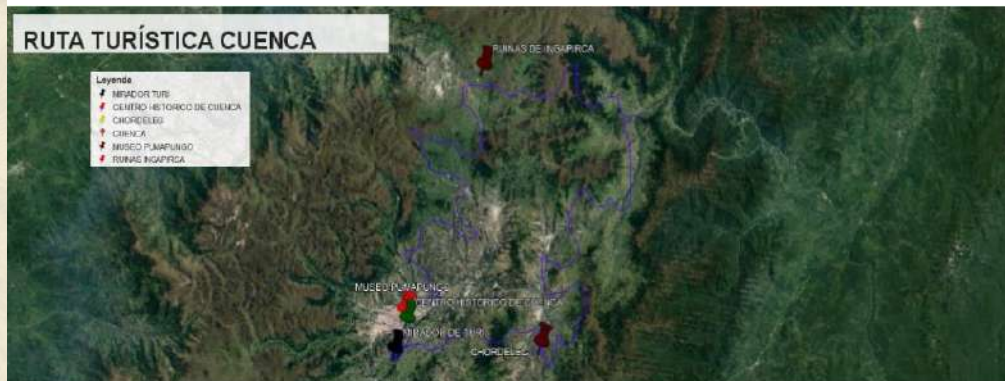 RUTA TURÍSTICA CUENCA
RUINAS DE INGAPIRCA
Leyenda
MIRADOR TURI
CENTRO HISTORICO DE CUENCA
CHORDELEG
CUENCA
MUSEO PUMAPUNGO
RUINAS INGAPIRCA
MUSEO PUMAPUNGO
CENTRO HISTORICO DE CUENCA
MIRADOR DE TURI
CHORDELEG